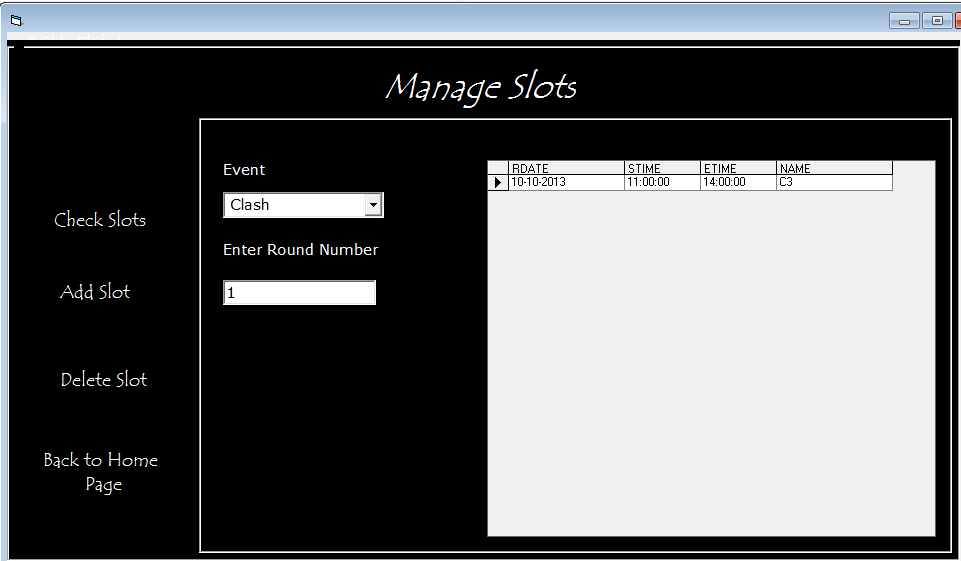 Manage Slots
Check Slots
Add Slot
Delete Slot
Back to Home
Page
Event
Clash
Enter Round Number
1
RDATE STIME ETIME NAME
10-10-2013 11:00:00 14:00:00 C3